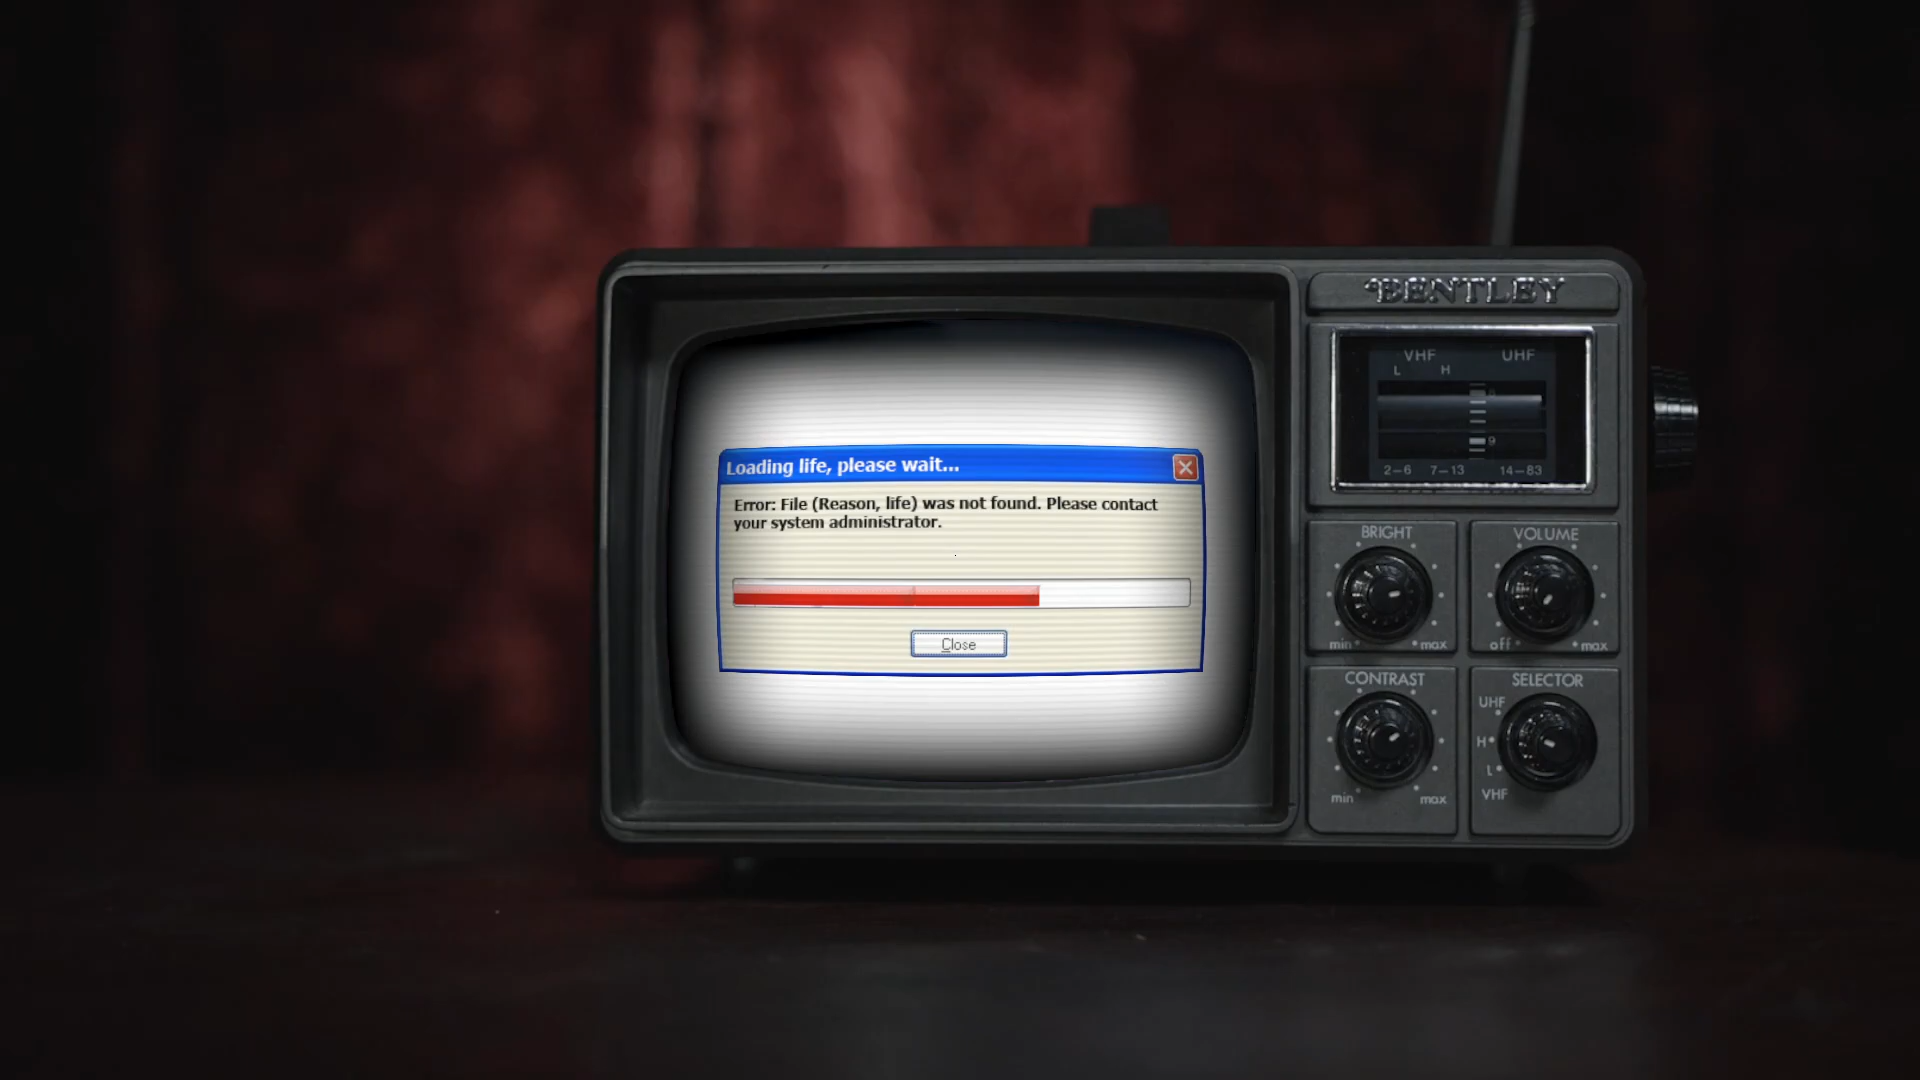 BENTLEY
VHF UHF
L H
8
9
2–6 7–13 14–83
Loading life, please wait...
Error: File (Reason, life) was not found. Please contact
your system administrator.
Close
BRIGHT
min max
VOLUME
off max
CONTRAST
min max
SELECTOR
UHF
H
L
VHF